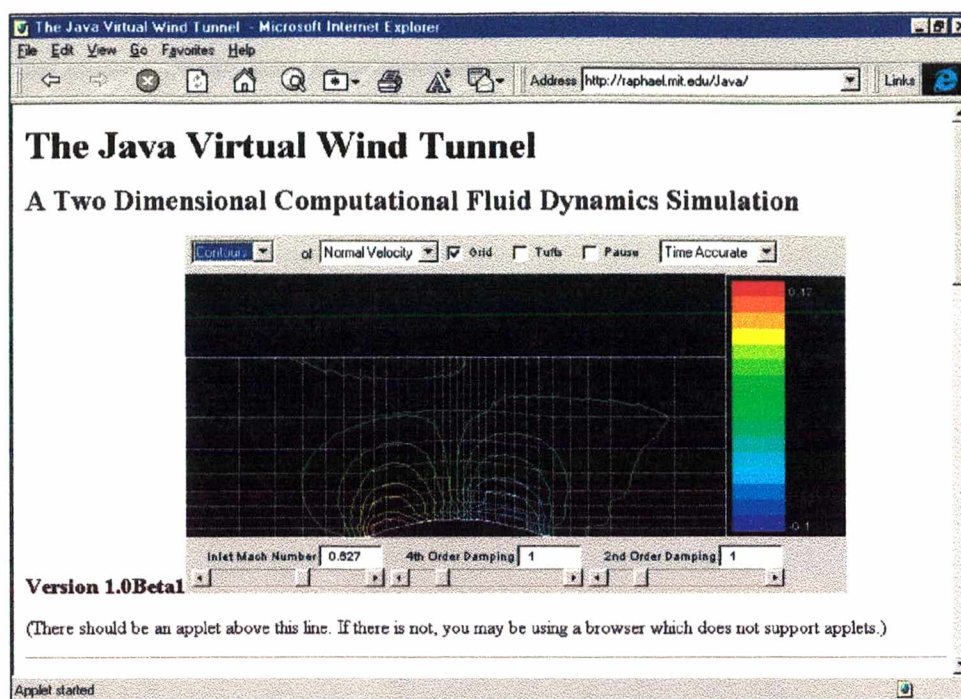 The Java Virtual Wind Tunnel - Microsoft Internet Explorer
File Edit View Go Favorites Help
Address http://raphael.mit.edu/Java/ Links
The Java Virtual Wind Tunnel
A Two Dimensional Computational Fluid Dynamics Simulation
Contours of Normal Velocity Grid Tufts Pause Time Accurate
0.17
-0.1
Inlet Mach Number 0.627 4th Order Damping 1 2nd Order Damping 1
Version 1.0Beta1
(There should be an applet above this line. If there is not, you may be using a browser which does not support applets.)
Applet started